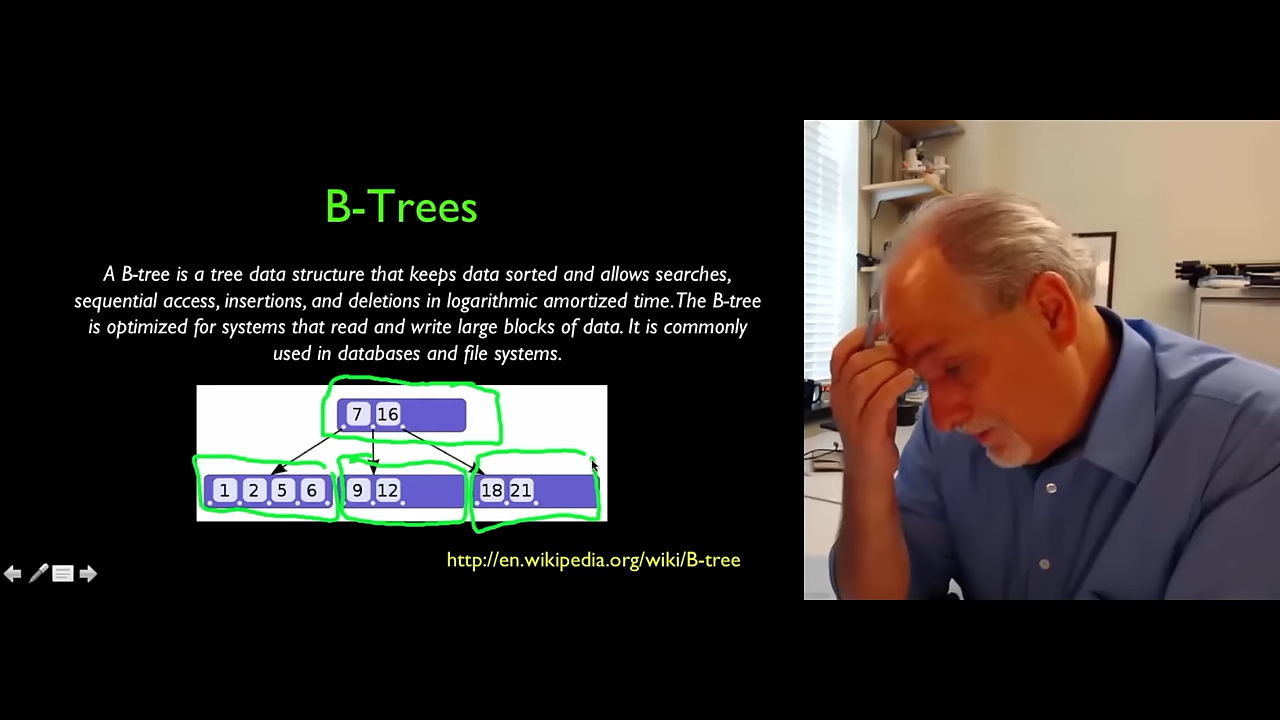 B-Trees
A B-tree is a tree data structure that keeps data sorted and allows searches,
sequential access, insertions, and deletions in logarithmic amortized time. The B-tree
is optimized for systems that read and write large blocks of data. It is commonly
used in databases and file systems.
7 16
1 2 5 6 9 12 18 21
http://en.wikipedia.org/wiki/B-tree